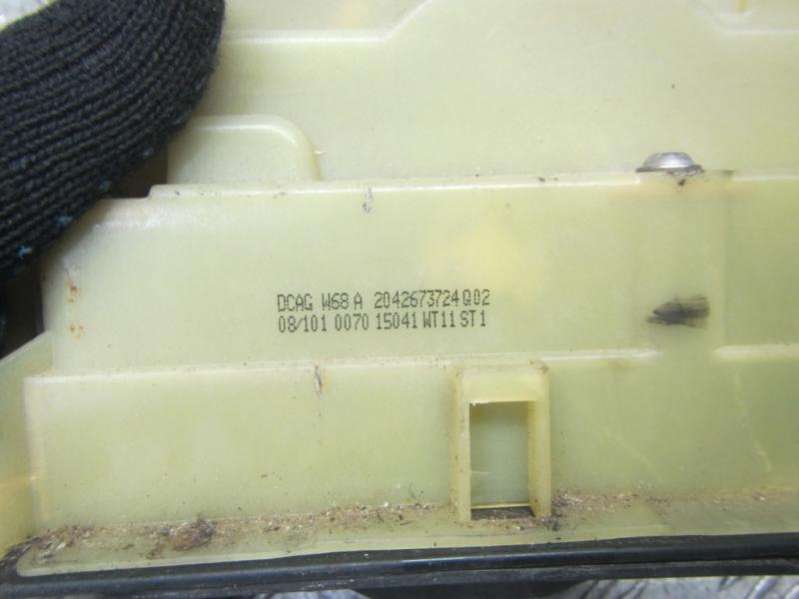 DCAG W68 A 2042673724 Q02
08/101 0070 15041 WT11 ST1